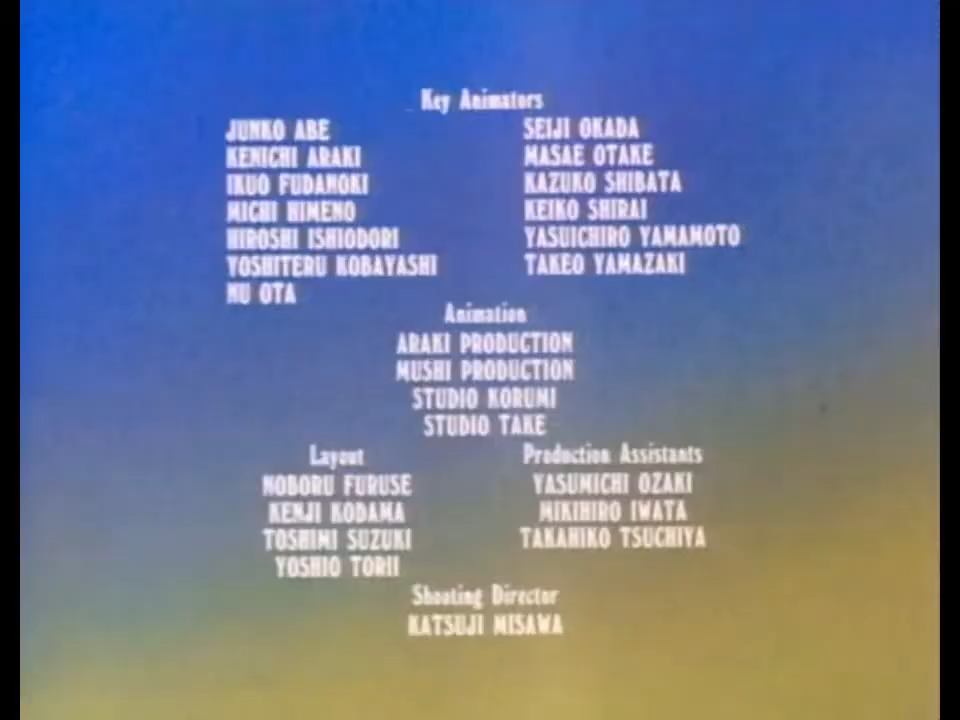 Key Animators
JUNKO ABE
KENICHI ARAKI
IKUO FUDANOKI
MICHI HIMENO
HIROSHI ISHIODORI
YOSHITERU KOBAYASHI
NU OTA
SEIJI OKADA
MASAE OTAKE
KAZUKO SHIBATA
KEIKO SHIRAI
YASUICHIRO YAMAMOTO
TAKEO YAMAZAKI
Animation
ARAKI PRODUCTION
MUSHI PRODUCTION
STUDIO KORUMI
STUDIO TAKE
Layout
NOBORU FURUSE
KENJI KODAMA
TOSHIMI SUZUKI
YOSHIO TORII
Production Assistants
YASUMICHI OZAKI
MIKIHIRO IWATA
TAKAHIKO TSUCHIYA
Shooting Director
KATSUJI MISAWA